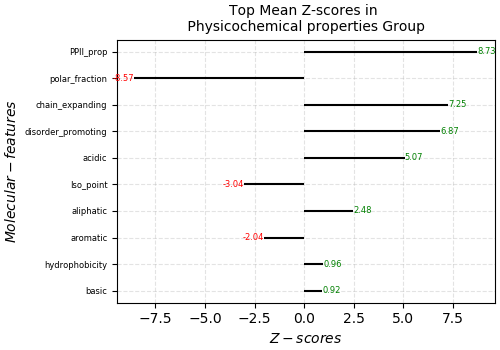 Top Mean Z-scores in
Physicochemical properties Group
PPII_prop 8.73
polar_fraction -8.57
chain_expanding 7.25
disorder_promoting 6.87
acidic 5.07
Iso_point -3.04
aliphatic 2.48
aromatic -2.04
hydrophobicity 0.96
basic 0.92
−7.5 −5.0 −2.5 0.0 2.5 5.0 7.5
Z − scores
Molecular − features